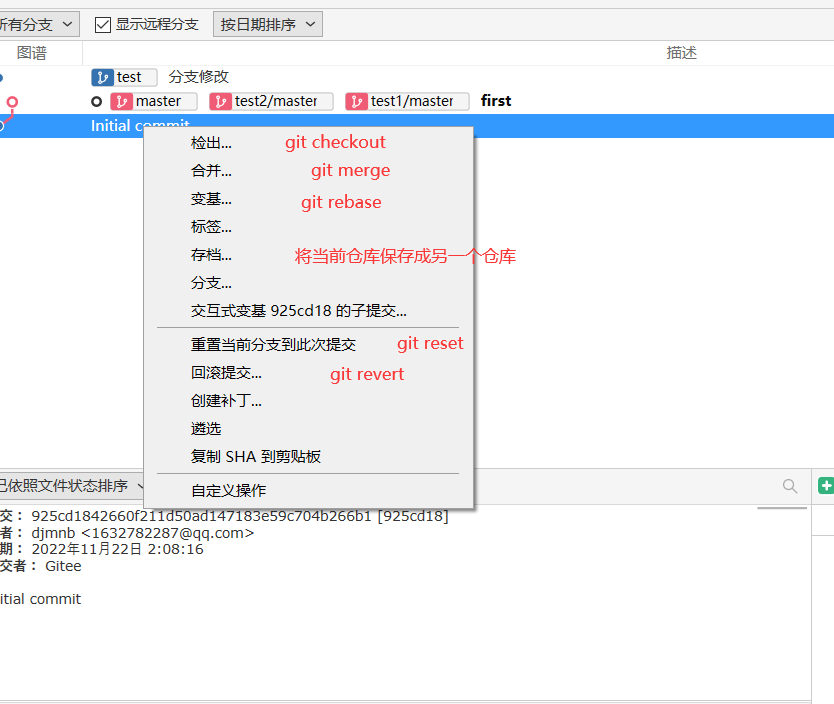 所有分支 显示远程分支 按日期排序
图谱 描述
test 分支修改
master test2/master test1/master first
Initial commit
检出... git checkout
合并... git merge
变基... git rebase
标签...
存档... 将当前仓库保存成另一个仓库
分支...
交互式变基 925cd18 的子提交...
重置当前分支到此次提交 git reset
回滚提交... git revert
创建补丁...
遴选
复制 SHA 到剪贴板
自定义操作
已依照文件状态排序
交： 925cd1842660f211d50ad147183e59c704b266b1 [925cd18]
者： djmnb <1632782287@qq.com>
期： 2022年11月22日 2:08:16
交者： Gitee
itial commit